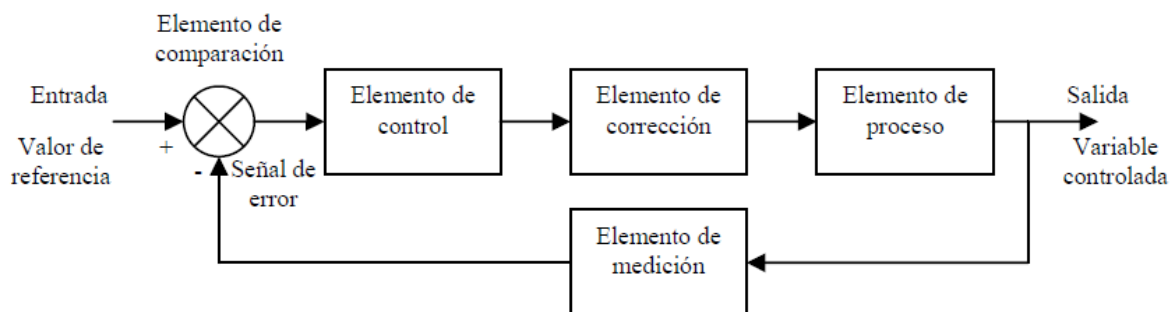 Elemento de
comparación
Entrada
Valor de
referencia
+
-
Señal de
error
Elemento de
control
Elemento de
corrección
Elemento de
proceso
Salida
Variable
controlada
Elemento de
medición